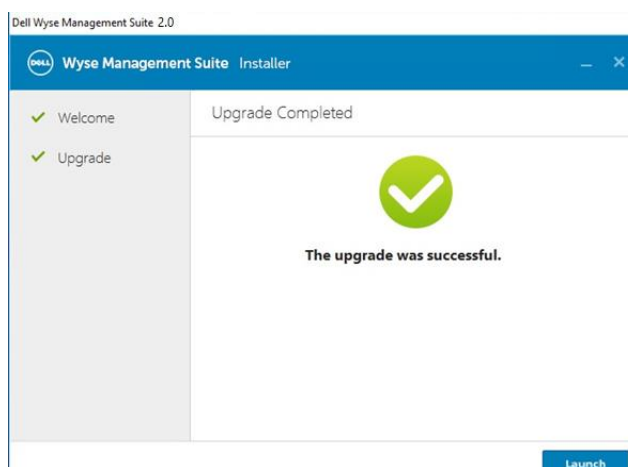 Dell Wyse Management Suite 2.0
DELL Wyse Management Suite Installer
Welcome
Upgrade Completed
Upgrade
The upgrade was successful.
Launch